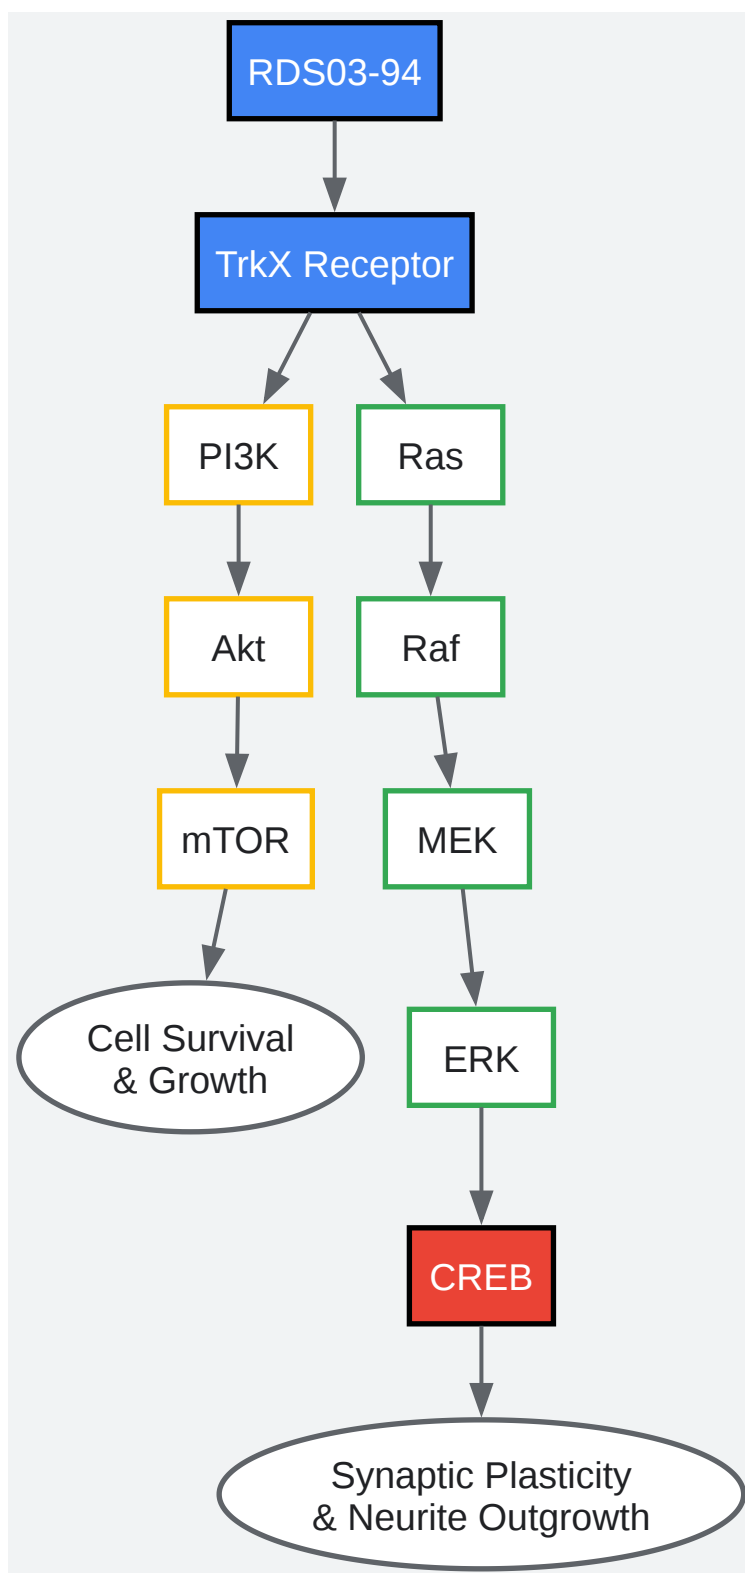 RDS03-94
TrkX Receptor
PI3K
Ras
Akt
Raf
mTOR
MEK
Cell Survival
& Growth
ERK
CREB
Synaptic Plasticity
& Neurite Outgrowth